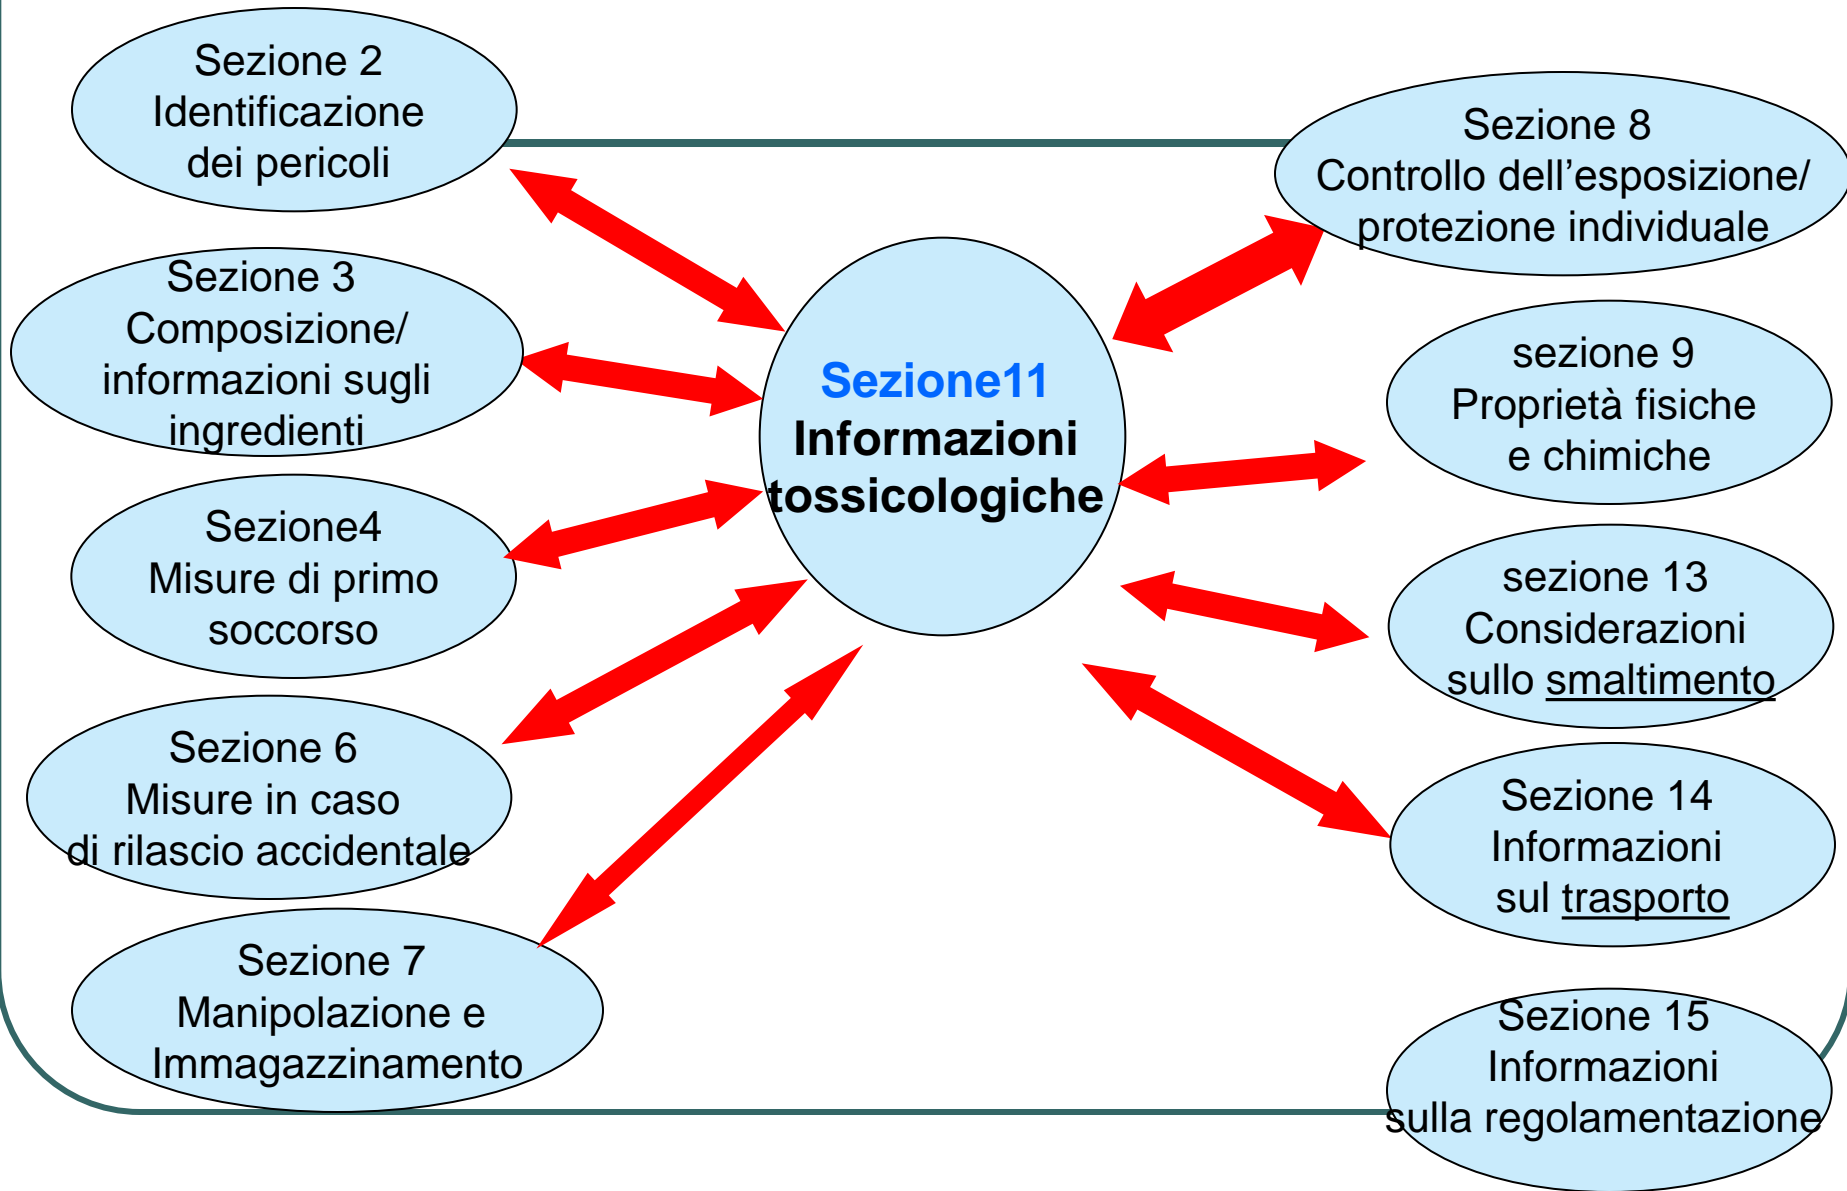 Sezione 2
Identificazione
dei pericoli
Sezione 3
Composizione/
informazioni sugli
ingredienti
Sezione4
Misure di primo
soccorso
Sezione 6
Misure in caso
di rilascio accidentale
Sezione 7
Manipolazione e
Immagazzinamento
Sezione11
Informazioni
tossicologiche
Sezione 8
Controllo dell’esposizione/
protezione individuale
sezione 9
Proprietà fisiche
e chimiche
sezione 13
Considerazioni
sullo smaltimento
Sezione 14
Informazioni
sul trasporto
Sezione 15
Informazioni
sulla regolamentazione